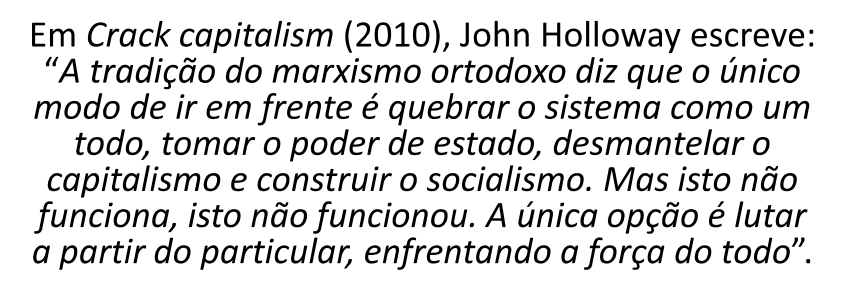 Em Crack capitalism (2010), John Holloway escreve:
“A tradição do marxismo ortodoxo diz que o único
modo de ir em frente é quebrar o sistema como um
todo, tomar o poder de estado, desmantelar o
capitalismo e construir o socialismo. Mas isto não
funciona, isto não funcionou. A única opção é lutar
a partir do particular, enfrentando a força do todo”.